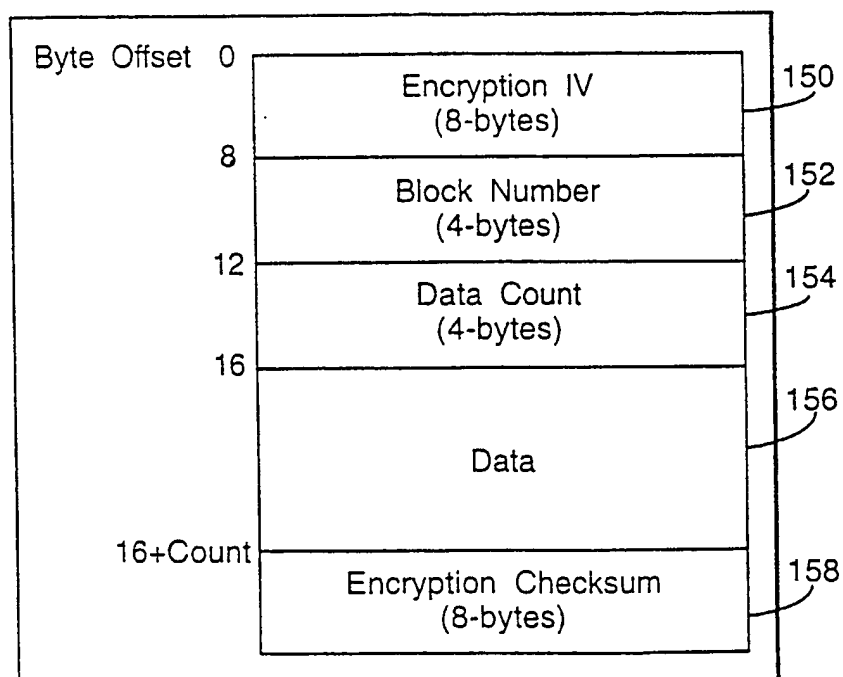 Byte Offset 0
Encryption IV
(8-bytes)
150
8
Block Number
(4-bytes)
152
12
Data Count
(4-bytes)
154
16
Data
156
16+Count
Encryption Checksum
(8-bytes)
158